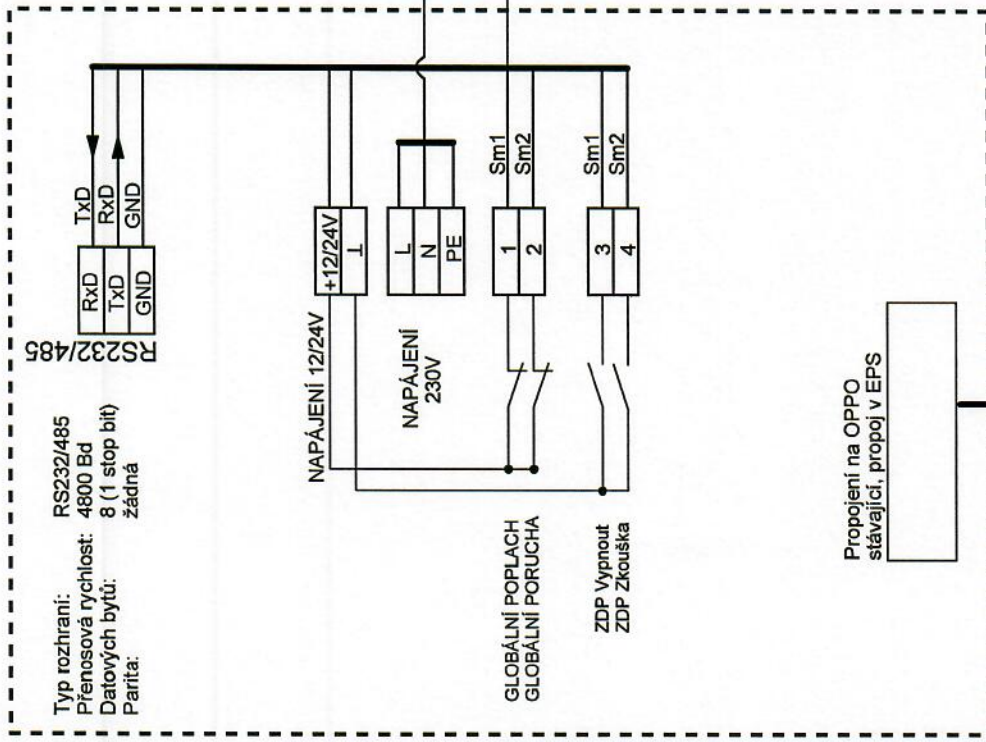 Typ rozhraní: RS232/485
Přenosová rychlost: 4800 Bd
Datových bytů: 8 (1 stop bit)
Parita: žádná
RS232/485
RxD TxD
TxD RxD
GND GND
NAPÁJENÍ 12/24V
+12/24V
⊥
NAPÁJENÍ
230V
L
N
PE
GLOBÁLNÍ POPLACH
GLOBÁLNÍ PORUCHA
1 Sm1
2 Sm2
ZDP Vypnout
ZDP Zkouška
3 Sm1
4 Sm2
Propojení na OPPO
stávající, propoj v EPS